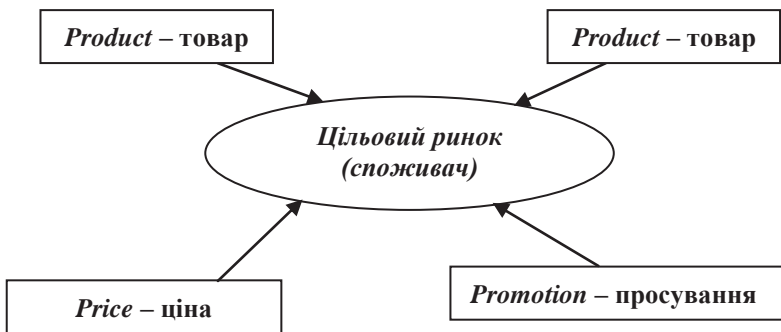 Product – товар
Product – товар
Цільовий ринок
(споживач)
Price – ціна
Promotion – просування